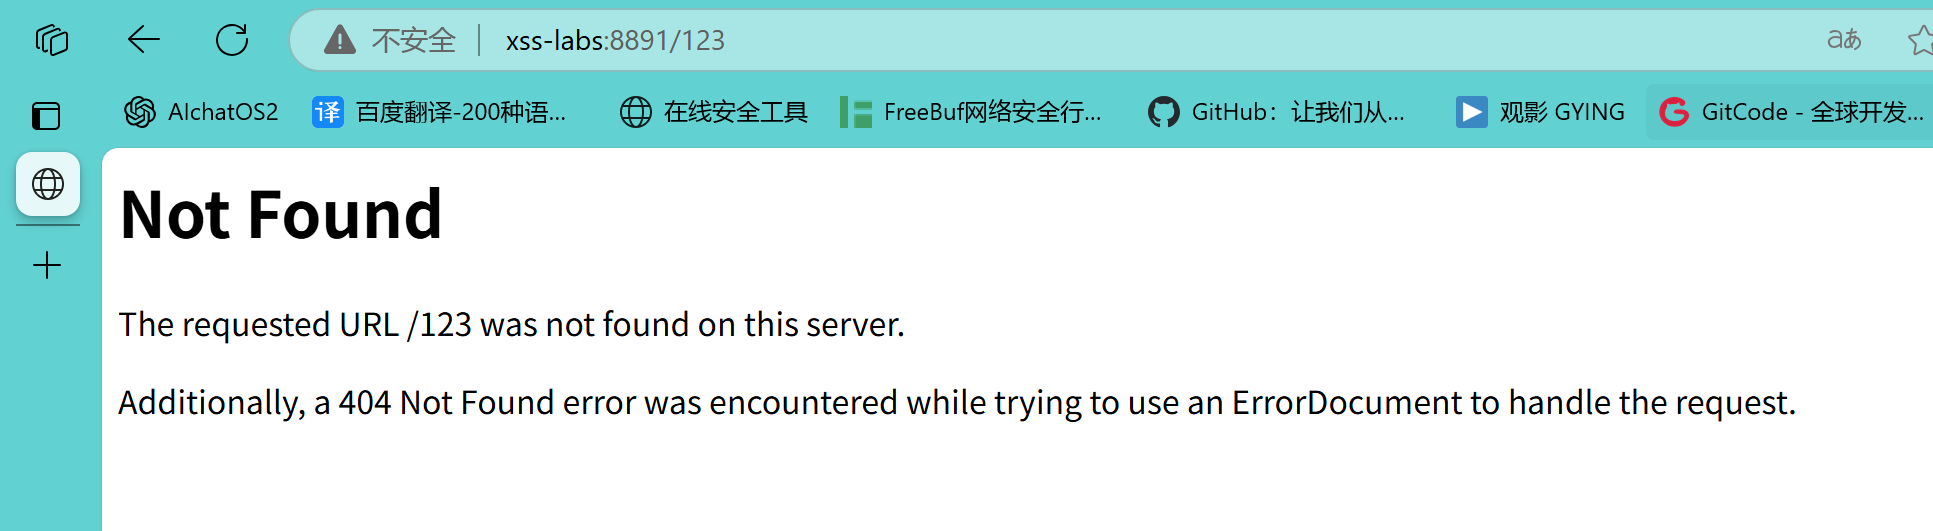 不安全 xss-labs:8891/123 aあ
AIchatOS2 译 百度翻译-200种语... 在线安全工具 FreeBuf网络安全行... GitHub：让我们从... 观影 GYING GitCode - 全球开发...
Not Found
The requested URL /123 was not found on this server.
Additionally, a 404 Not Found error was encountered while trying to use an ErrorDocument to handle the request.